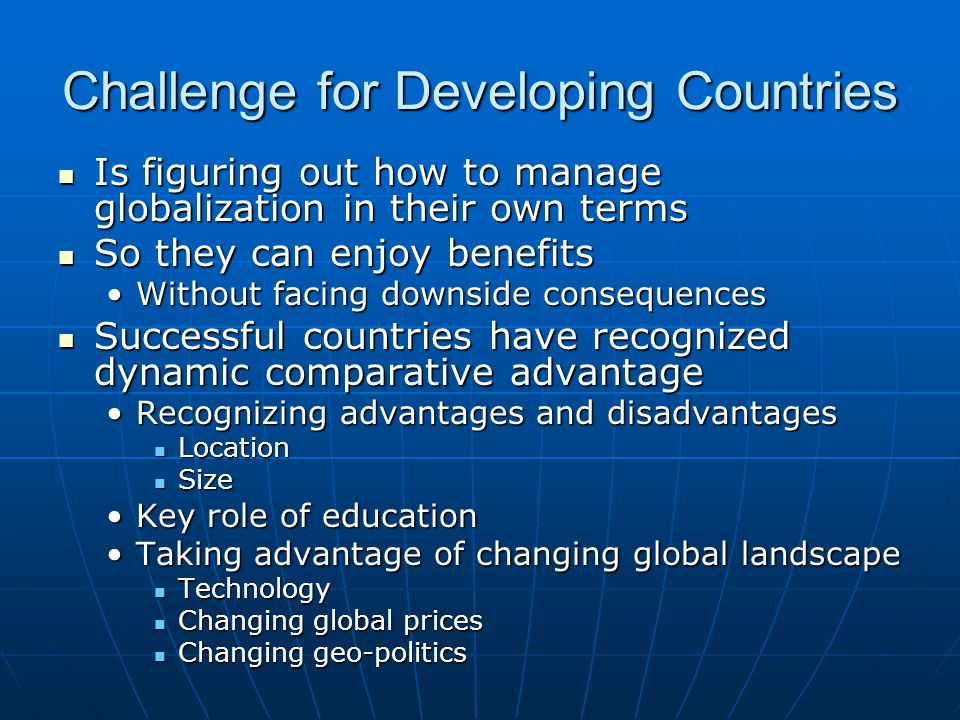 Challenge for Developing Countries
Is figuring out how to manage
globalization in their own terms
So they can enjoy benefits
Without facing downside consequences
Successful countries have recognized
dynamic comparative advantage
Recognizing advantages and disadvantages
Location
Size
Key role of education
Taking advantage of changing global landscape
Technology
Changing global prices
Changing geo-politics